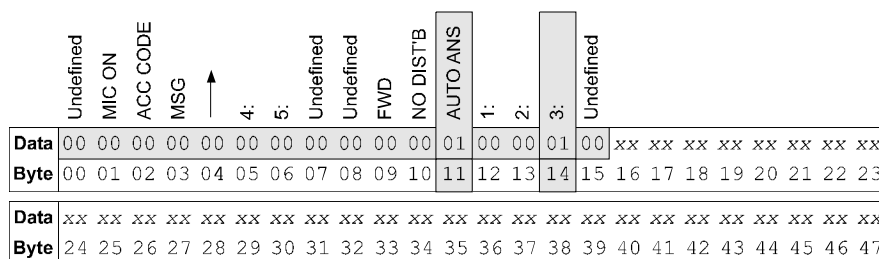 Undefined
MIC ON
ACC CODE
MSG
4:
5:
Undefined
Undefined
FWD
NO DIST'B
AUTO ANS
1:
2:
3:
Undefined
Data 00 00 00 00 00 00 00 00 00 00 00 01 00 00 01 00 xx xx xx xx xx xx xx xx
Byte 00 01 02 03 04 05 06 07 08 09 10 11 12 13 14 15 16 17 18 19 20 21 22 23
Data xx xx xx xx xx xx xx xx xx xx xx xx xx xx xx xx xx xx xx xx xx xx xx xx
Byte 24 25 26 27 28 29 30 31 32 33 34 35 36 37 38 39 40 41 42 43 44 45 46 47